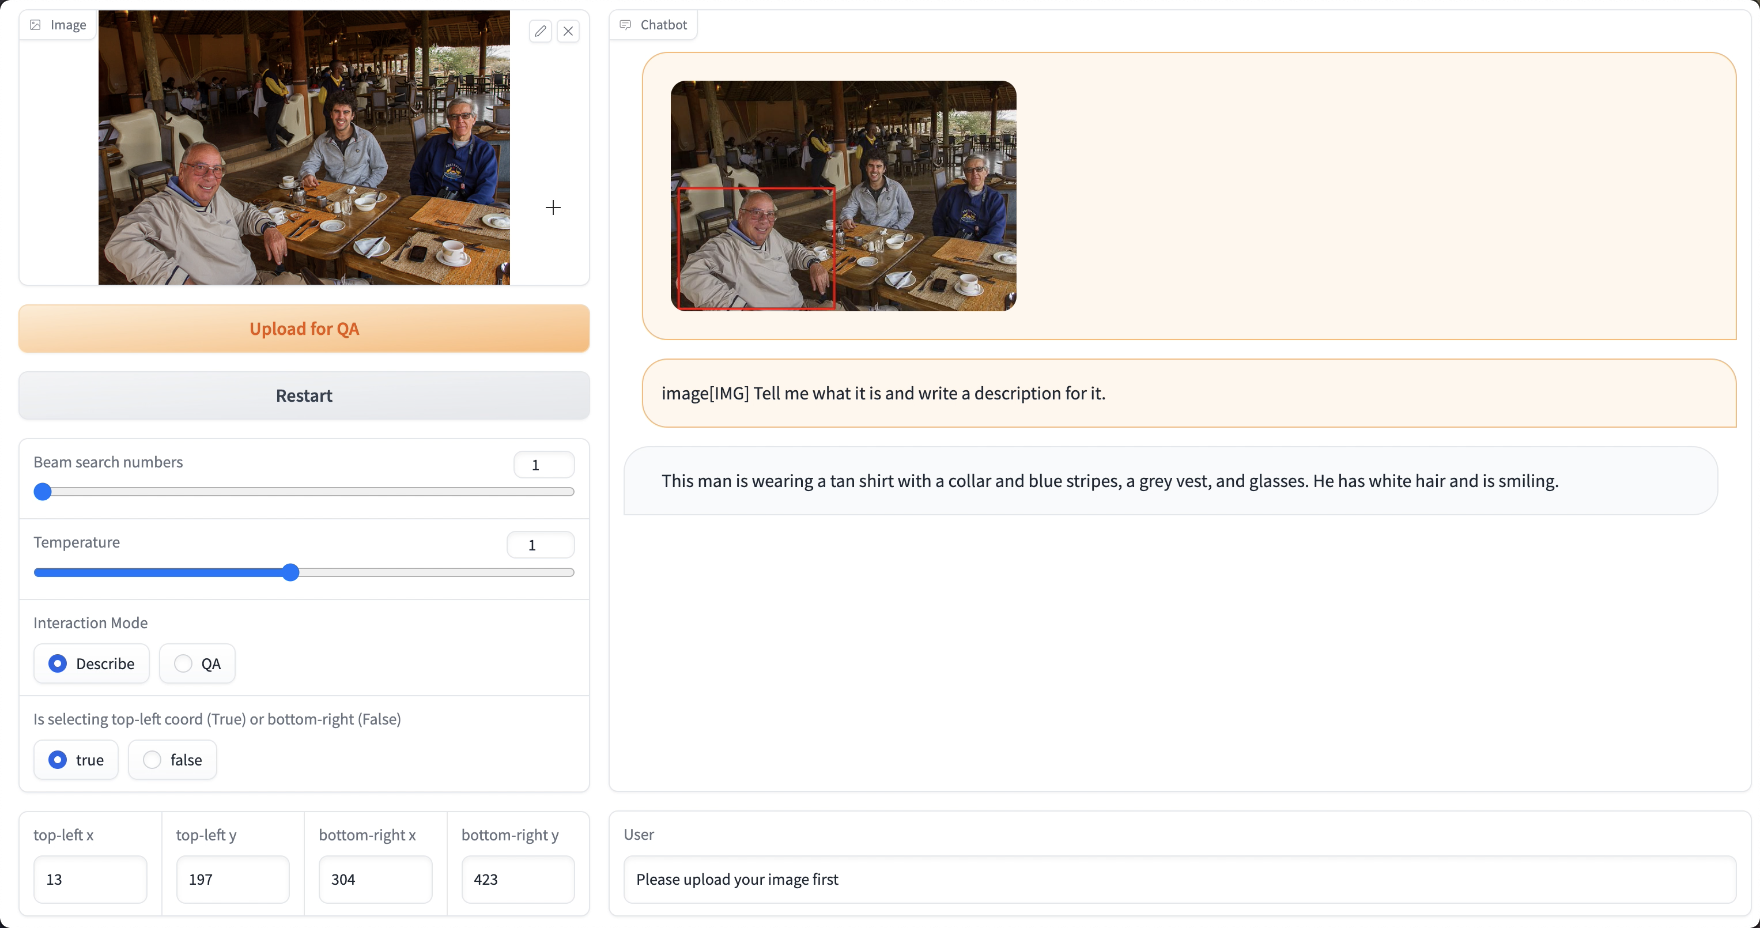 Image
Upload for QA
Restart
Beam search numbers
1
Temperature
1
Interaction Mode
Describe
QA
Is selecting top-left coord (True) or bottom-right (False)
true
false
top-left x
top-left y
bottom-right x
bottom-right y
13
197
304
423
Chatbot
image[IMG] Tell me what it is and write a description for it.
This man is wearing a tan shirt with a collar and blue stripes, a grey vest, and glasses. He has white hair and is smiling.
User
Please upload your image first